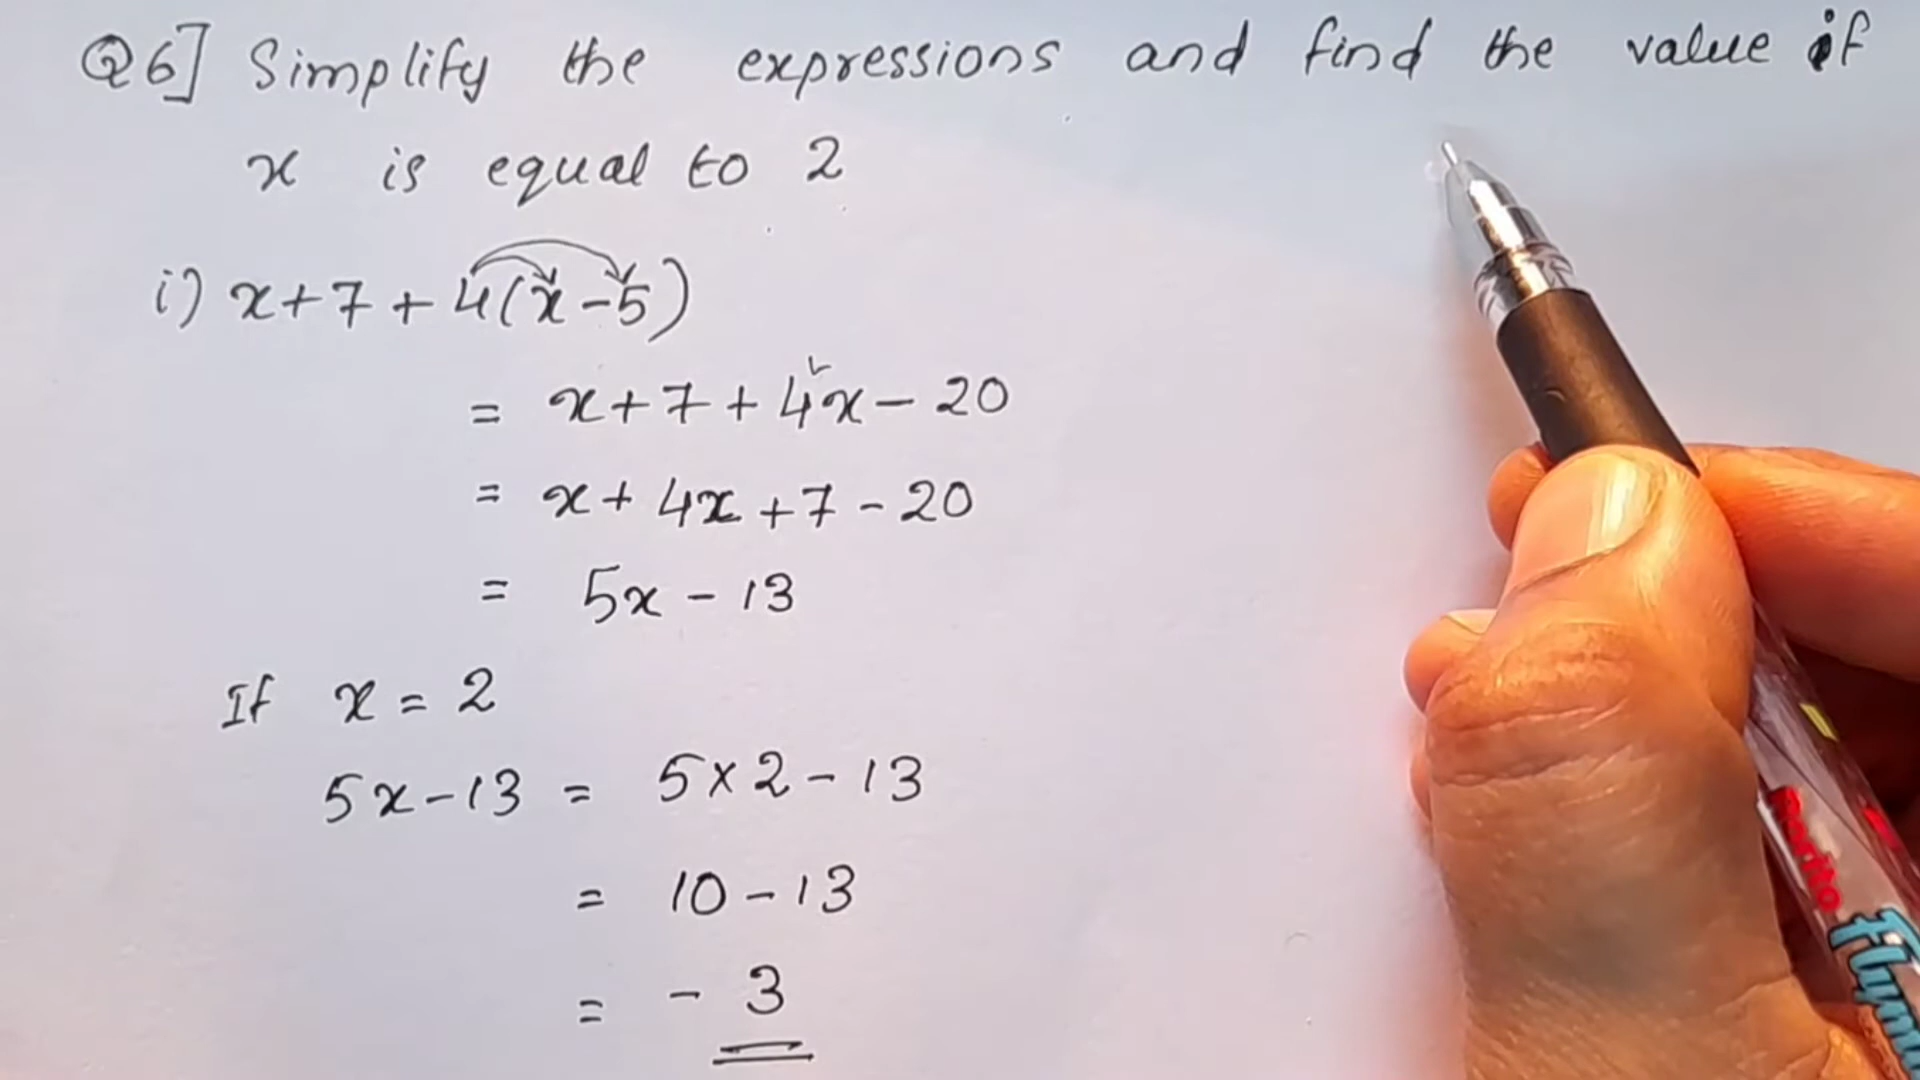 Q6] Simplify the expressions and find the value if
x is equal to 2
i) x+7+4(x-5)
= x+7+4x-20
= x+4x+7-20
= 5x-13
If x=2
5x-13 = 5×2-13
= 10-13
= -3
Rorito